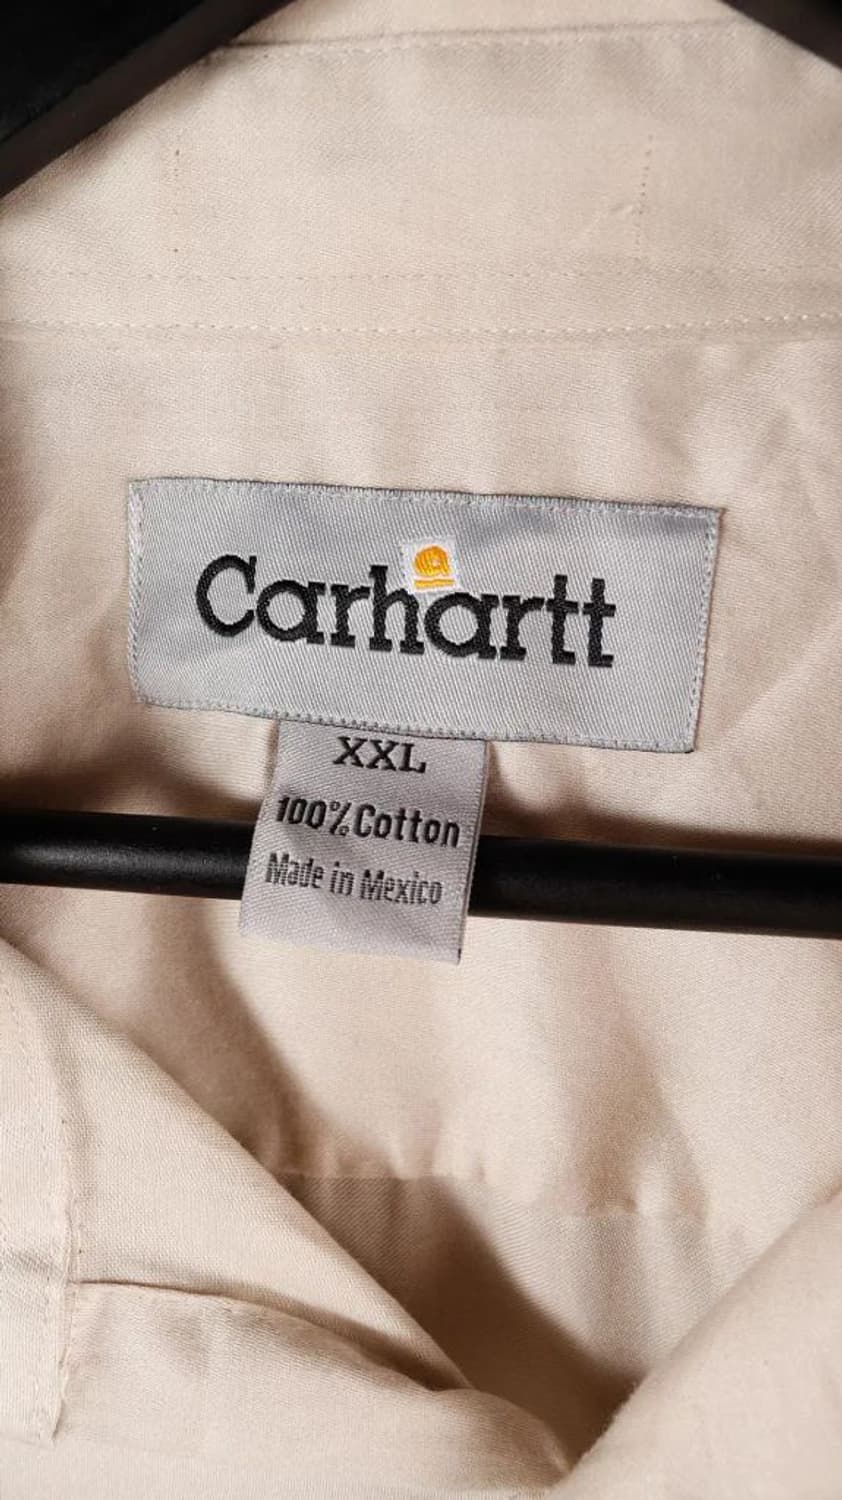 Carhartt
XXL
100% Cotton
Made in Mexico